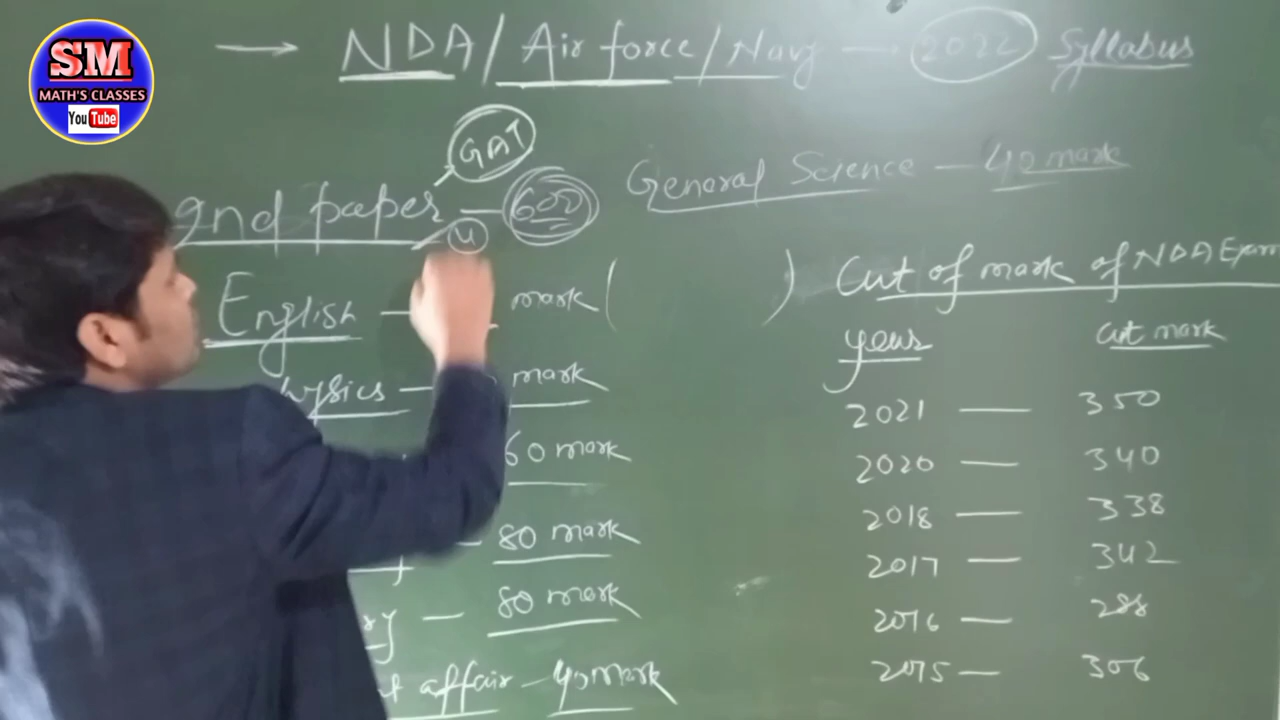 SM
MATH'S CLASSES
YouTube
→ NDA/Air force/Navy — 2022 Syllabus
GAT
2nd paper — 600
4
General Science — 40 mark
English — mark ( )
Cut of mark of NDA Exam
years cut mark
mark
60 mark
80 mark
80 mark
affair — 40 mark
2021 — 350
2020 — 340
2018 — 338
2017 — 342
2016 — 288
2015 — 306